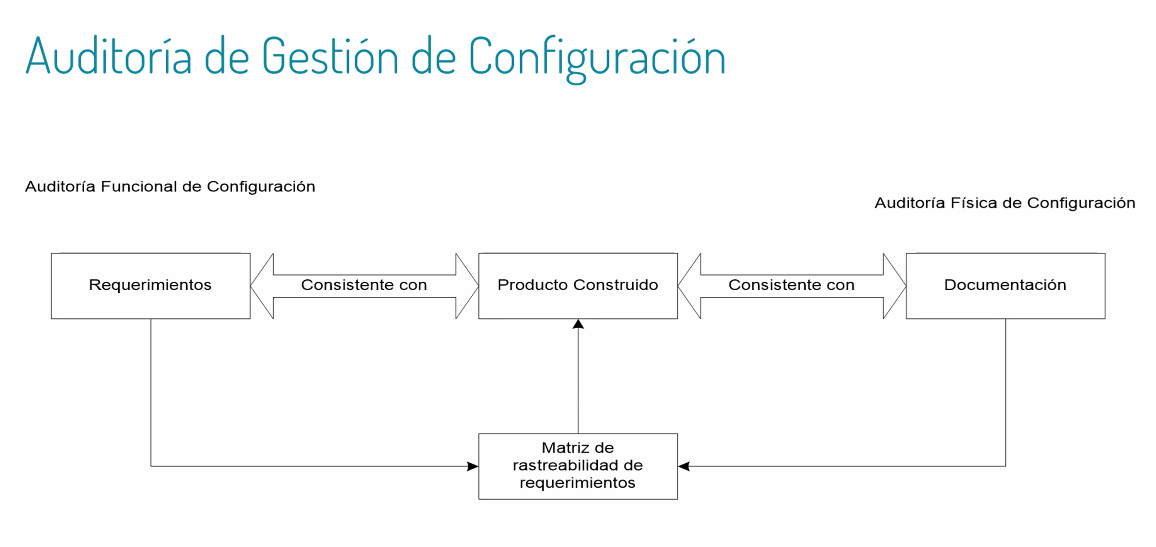 Auditoría de Gestión de Configuración
Auditoría Funcional de Configuración
Auditoría Física de Configuración
Requerimientos
Consistente con
Producto Construido
Consistente con
Documentación
Matriz de
rastreabilidad de
requerimientos